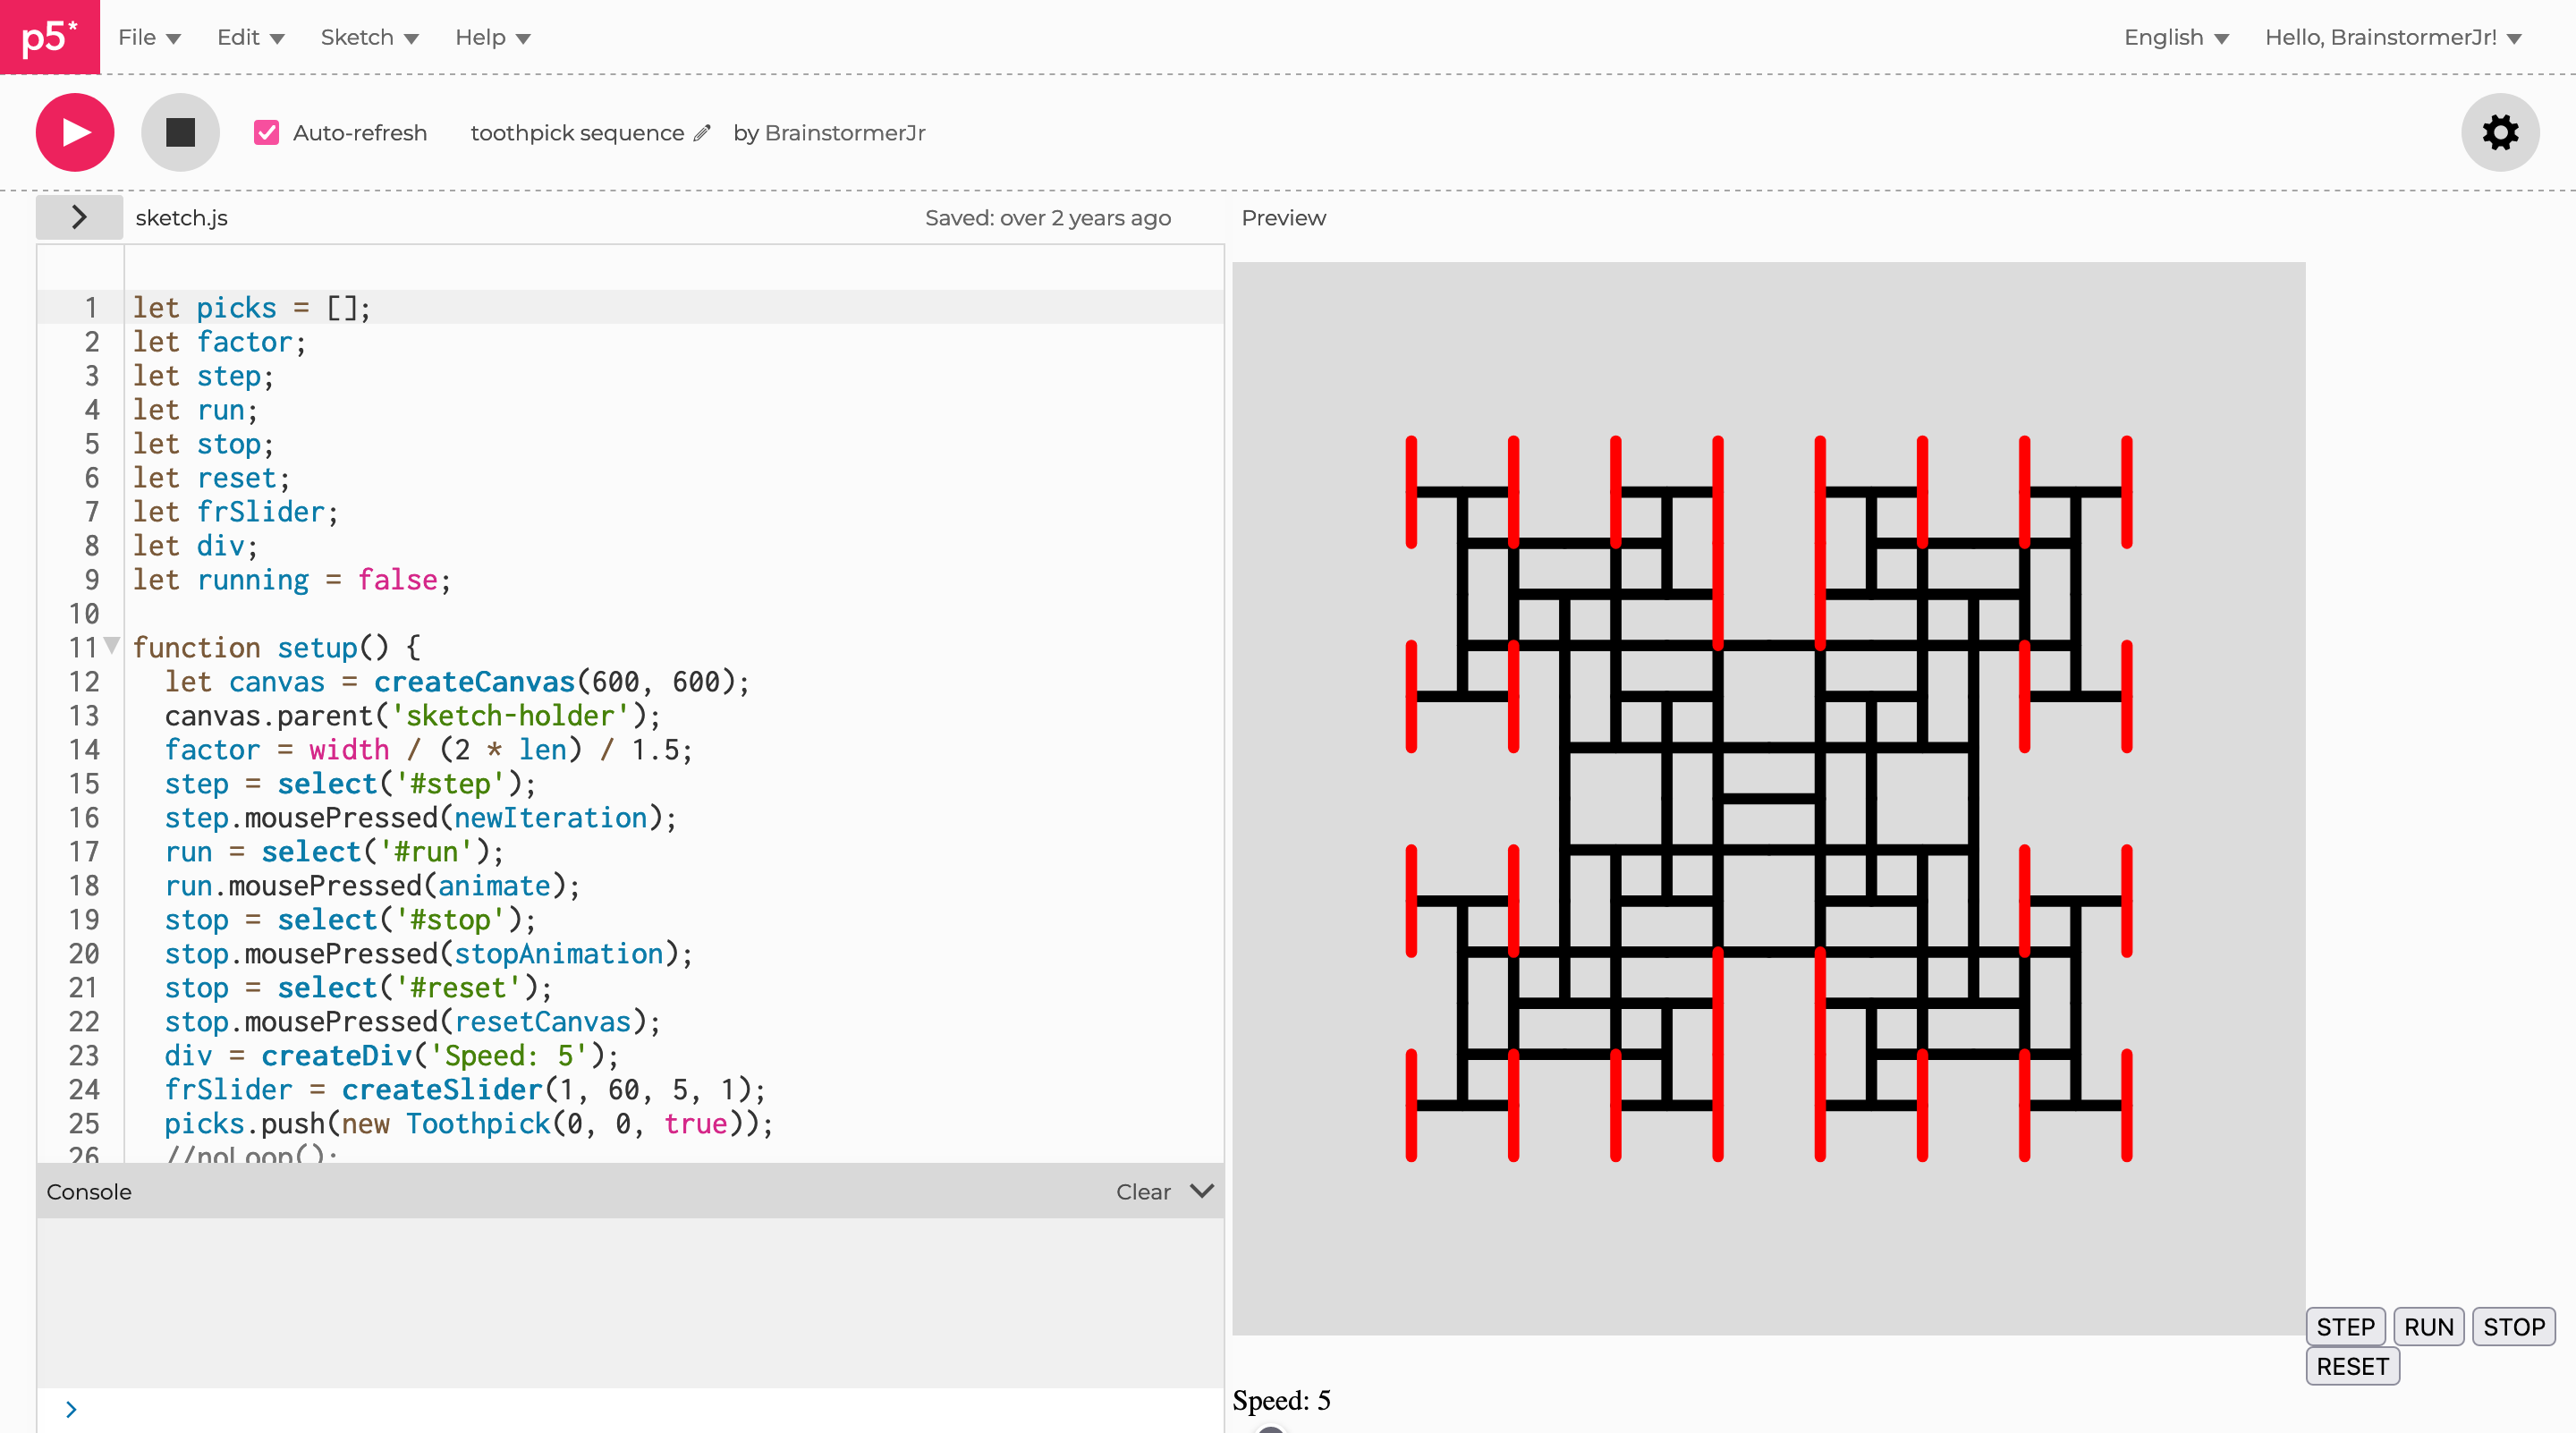 p5*
File Edit Sketch Help English Hello, BrainstormerJr!
Auto-refresh toothpick sequence by BrainstormerJr
sketch.js Saved: over 2 years ago Preview
1 let picks = [];
2 let factor;
3 let step;
4 let run;
5 let stop;
6 let reset;
7 let frSlider;
8 let div;
9 let running = false;
10
11 function setup() {
12 let canvas = createCanvas(600, 600);
13 canvas.parent('sketch-holder');
14 factor = width / (2 * len) / 1.5;
15 step = select('#step');
16 step.mousePressed(newIteration);
17 run = select('#run');
18 run.mousePressed(animate);
19 stop = select('#stop');
20 stop.mousePressed(stopAnimation);
21 stop = select('#reset');
22 stop.mousePressed(resetCanvas);
23 div = createDiv('Speed: 5');
24 frSlider = createSlider(1, 60, 5, 1);
25 picks.push(new Toothpick(0, 0, true));
26 //noLoop();
Console Clear
>
STEP RUN STOP
RESET
Speed: 5